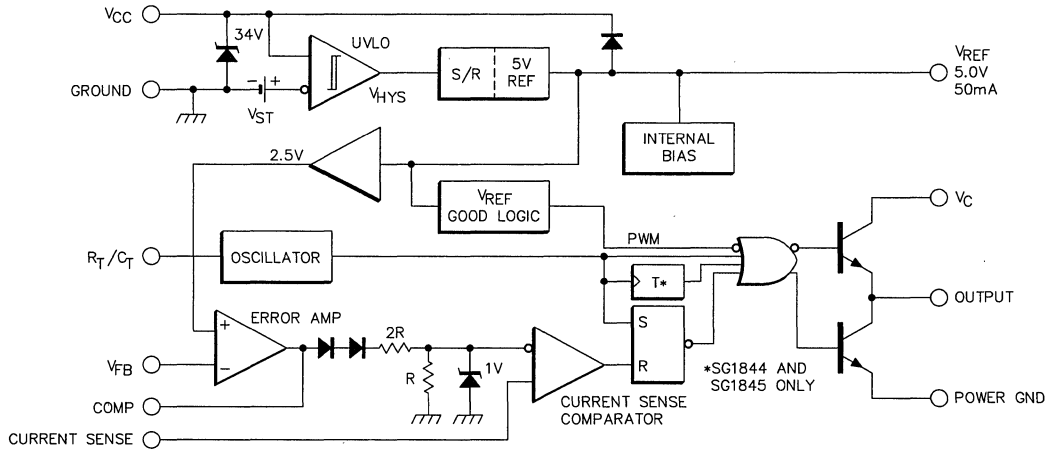 VCC
34V
UVLO
S/R
5V
REF
VREF
5.0V
50mA
GROUND
- +
VST
VHYS
INTERNAL
BIAS
2.5V
VREF
GOOD LOGIC
VC
PWM
RT/CT
OSCILLATOR
T*
OUTPUT
ERROR AMP
+
-
2R
S
R
1V
R
VFB
*SG1844 AND
SG1845 ONLY
COMP
CURRENT SENSE
COMPARATOR
POWER GND
CURRENT SENSE